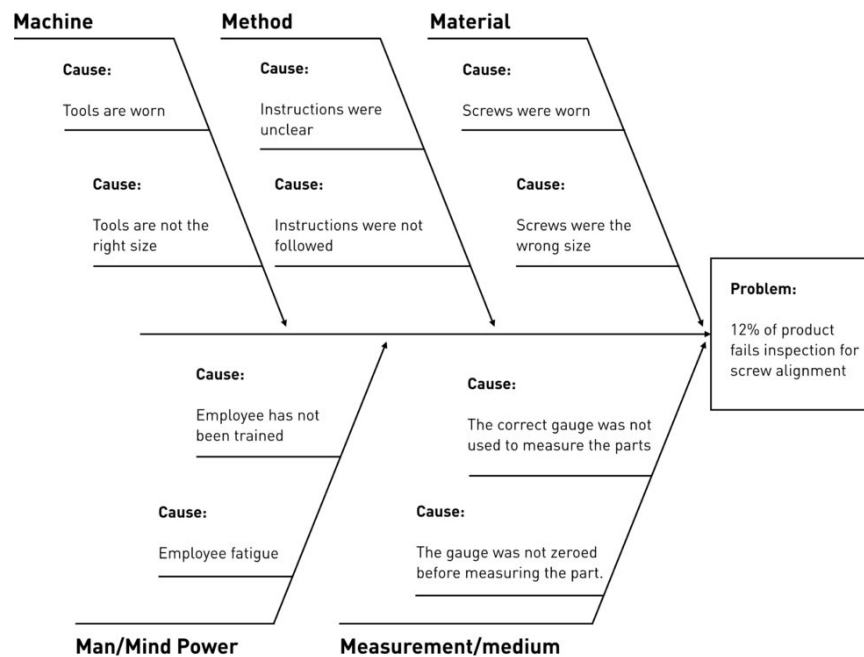 Machine
Cause:
Tools are worn
Cause:
Tools are not the
right size
Method
Cause:
Instructions were
unclear
Cause:
Instructions were not
followed
Material
Cause:
Screws were worn
Cause:
Screws were the
wrong size
Problem:
12% of product
fails inspection for
screw alignment
Cause:
Employee has not
been trained
Cause:
Employee fatigue
Man/Mind Power
Cause:
The correct gauge was not
used to measure the parts
Cause:
The gauge was not zeroed
before measuring the part.
Measurement/medium